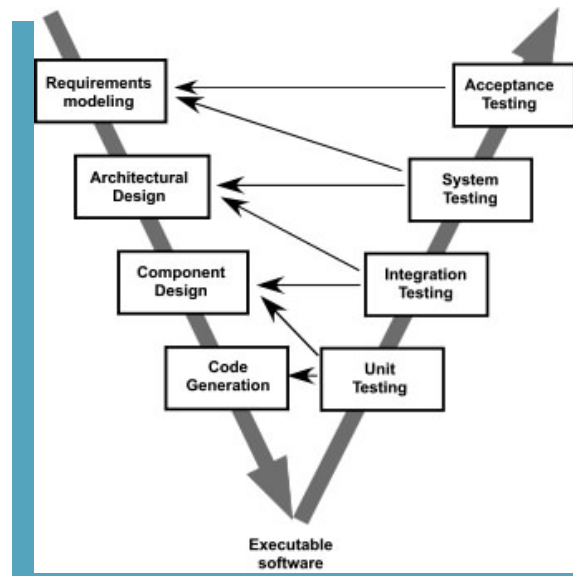 Requirements
modeling
Acceptance
Testing
Architectural
Design
System
Testing
Component
Design
Integration
Testing
Code
Generation
Unit
Testing
Executable
software